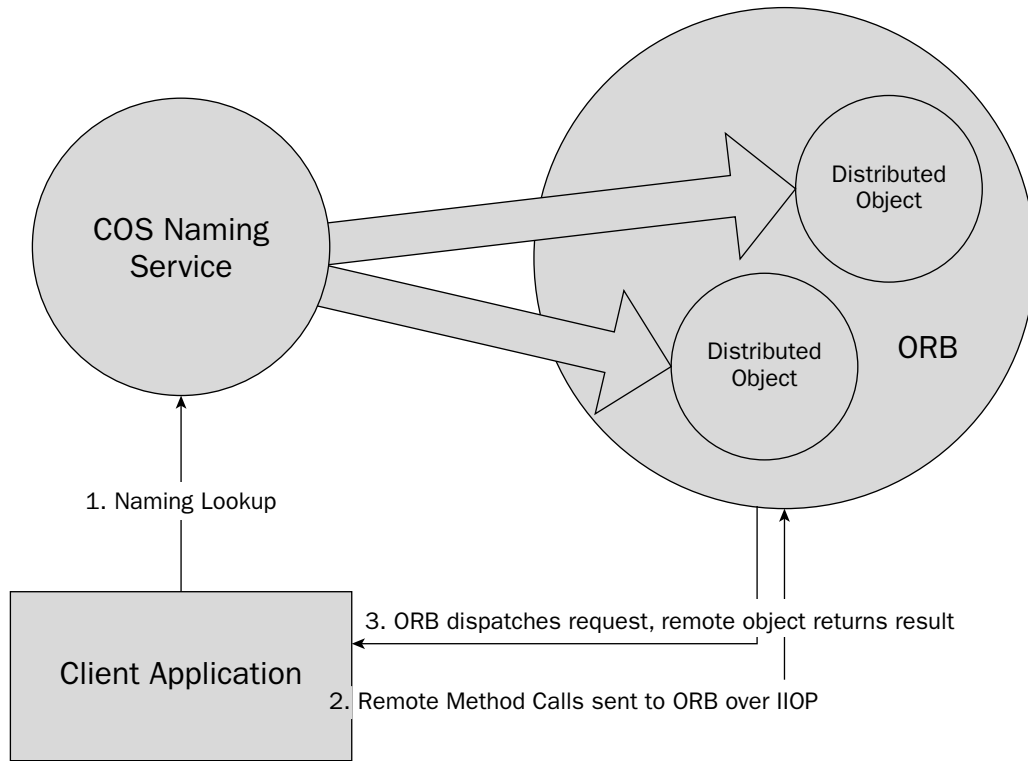 COS Naming
Service
Distributed
Object
Distributed
Object
ORB
1. Naming Lookup
3. ORB dispatches request, remote object returns result
Client Application
2. Remote Method Calls sent to ORB over IIOP